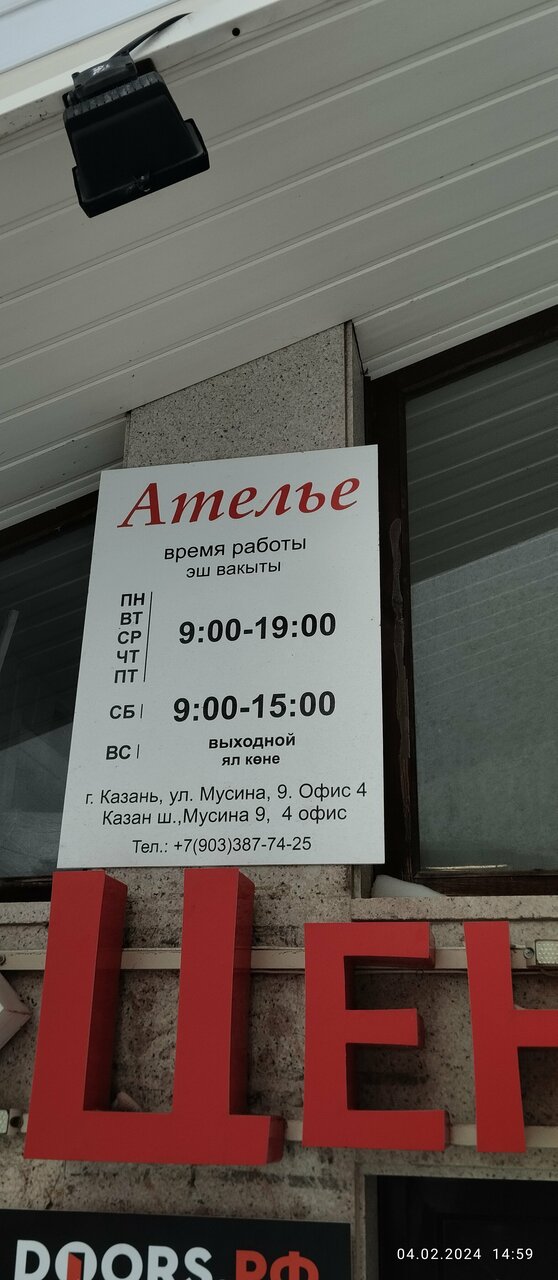 Ателье
время работы
эш вакыты
ПН
ВТ
СР
ЧТ
ПТ
9:00-19:00
СБ 9:00-15:00
ВС выходной
ял көне
г. Казань, ул. Мусина, 9. Офис 4
Казан ш.,Мусина 9, 4 офис
Тел.: +7(903)387-74-25
ЦЕН
DOORS.РФ
04.02.2024 14:59